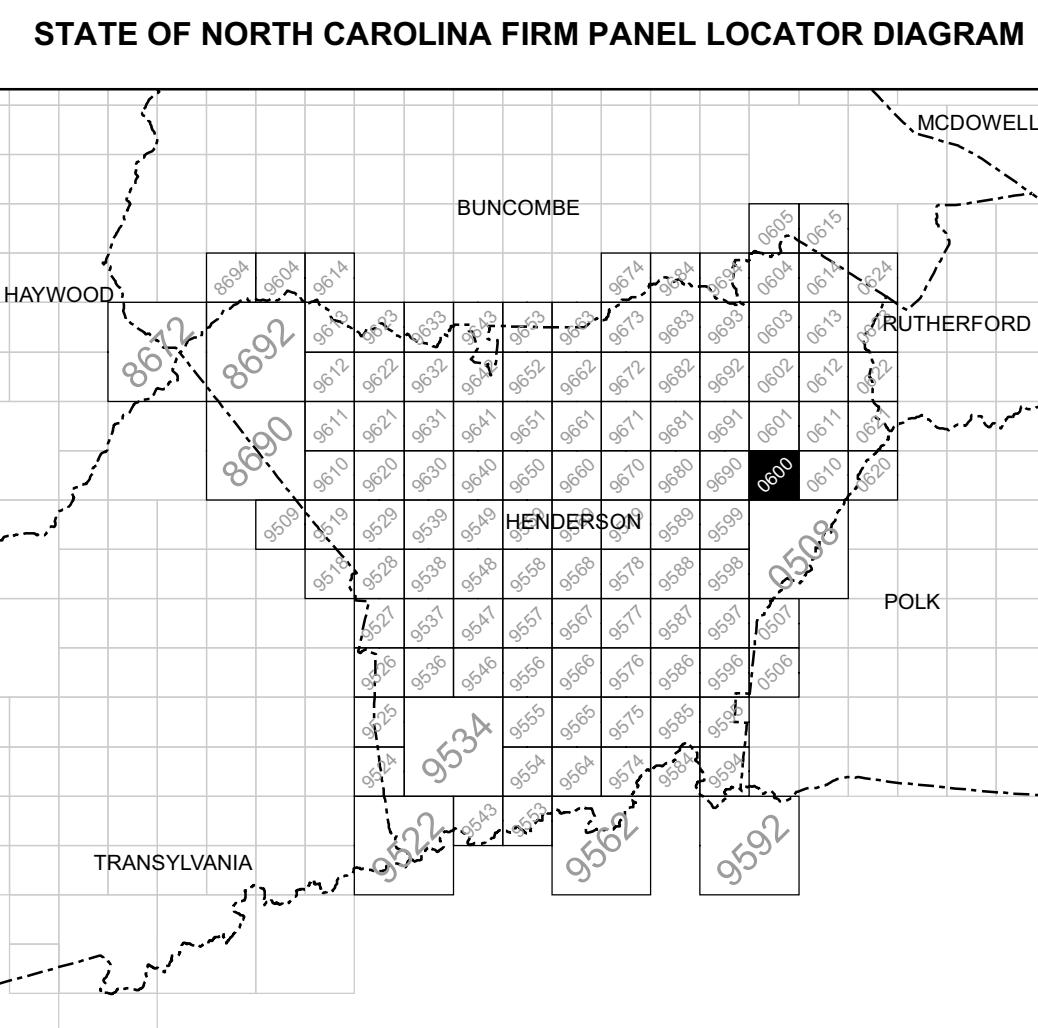 STATE OF NORTH CAROLINA FIRM PANEL LOCATOR DIAGRAM
MCDOWELL
BUNCOMBE
0605 0615
8694 9604 9614 9674 9684 9694 0604 0614 0624
HAYWOOD
8672 8692
9613 9623 9633 9643 9653 9663 9673 9683 9693 0603 0613 0623
RUTHERFORD
9612 9622 9632 9642 9652 9662 9672 9682 9692 0602 0612 0622
8690
9611 9621 9631 9641 9651 9661 9671 9681 9691 0601 0611 0621
9610 9620 9630 9640 9650 9660 9670 9680 9690 0600 0610 0620
9509 9519 9529 9539 9549 9559 9569 9579 9589 9599
HENDERSON
0508
9518 9528 9538 9548 9558 9568 9578 9588 9598
POLK
9527 9537 9547 9557 9567 9577 9587 9597 0507
9526 9536 9546 9556 9566 9576 9586 9596 0506
9525 9534 9555 9565 9575 9585 9595
9524 9554 9564 9574 9584 9594
9522 9543 9553 9562 9592
TRANSYLVANIA